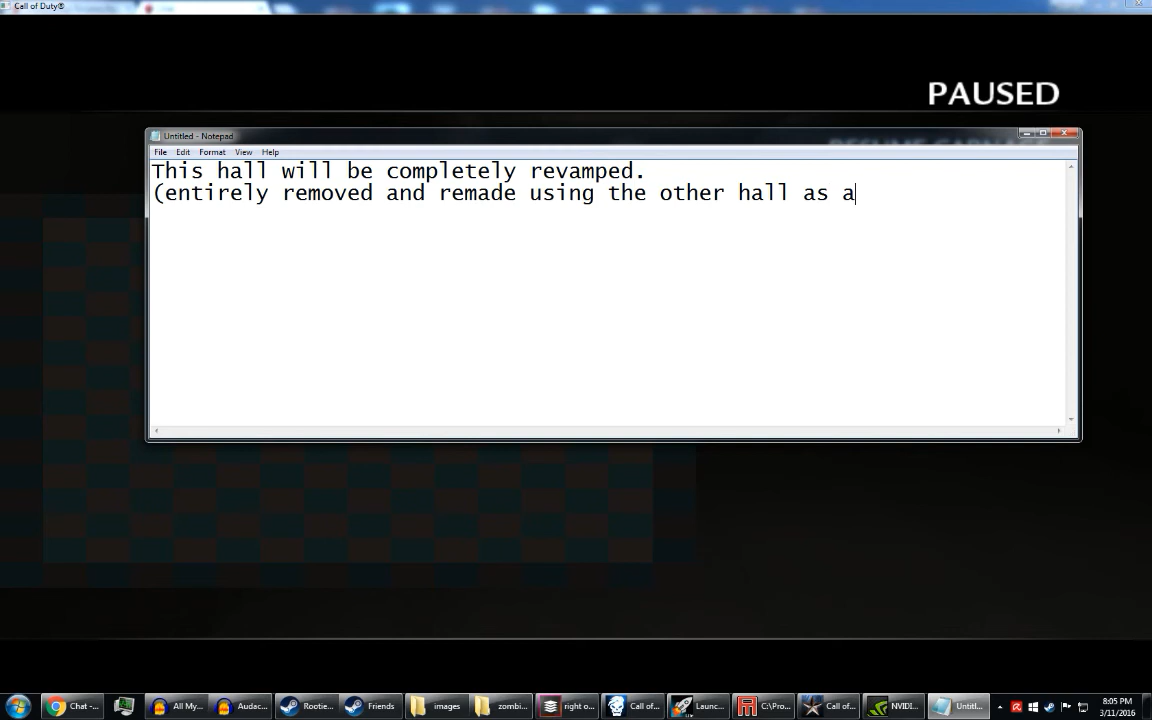 Call of Duty®
PAUSED
Untitled - Notepad
File Edit Format View Help
This hall will be completely revamped.
(entirely removed and remade using the other hall as a
Chat -...
All My...
Audac...
Rootie...
Friends
images
zombi...
right o...
Call of...
Launc...
C:\Pro...
Call of...
NVIDI...
Untitl...
8:05 PM
3/11/2016